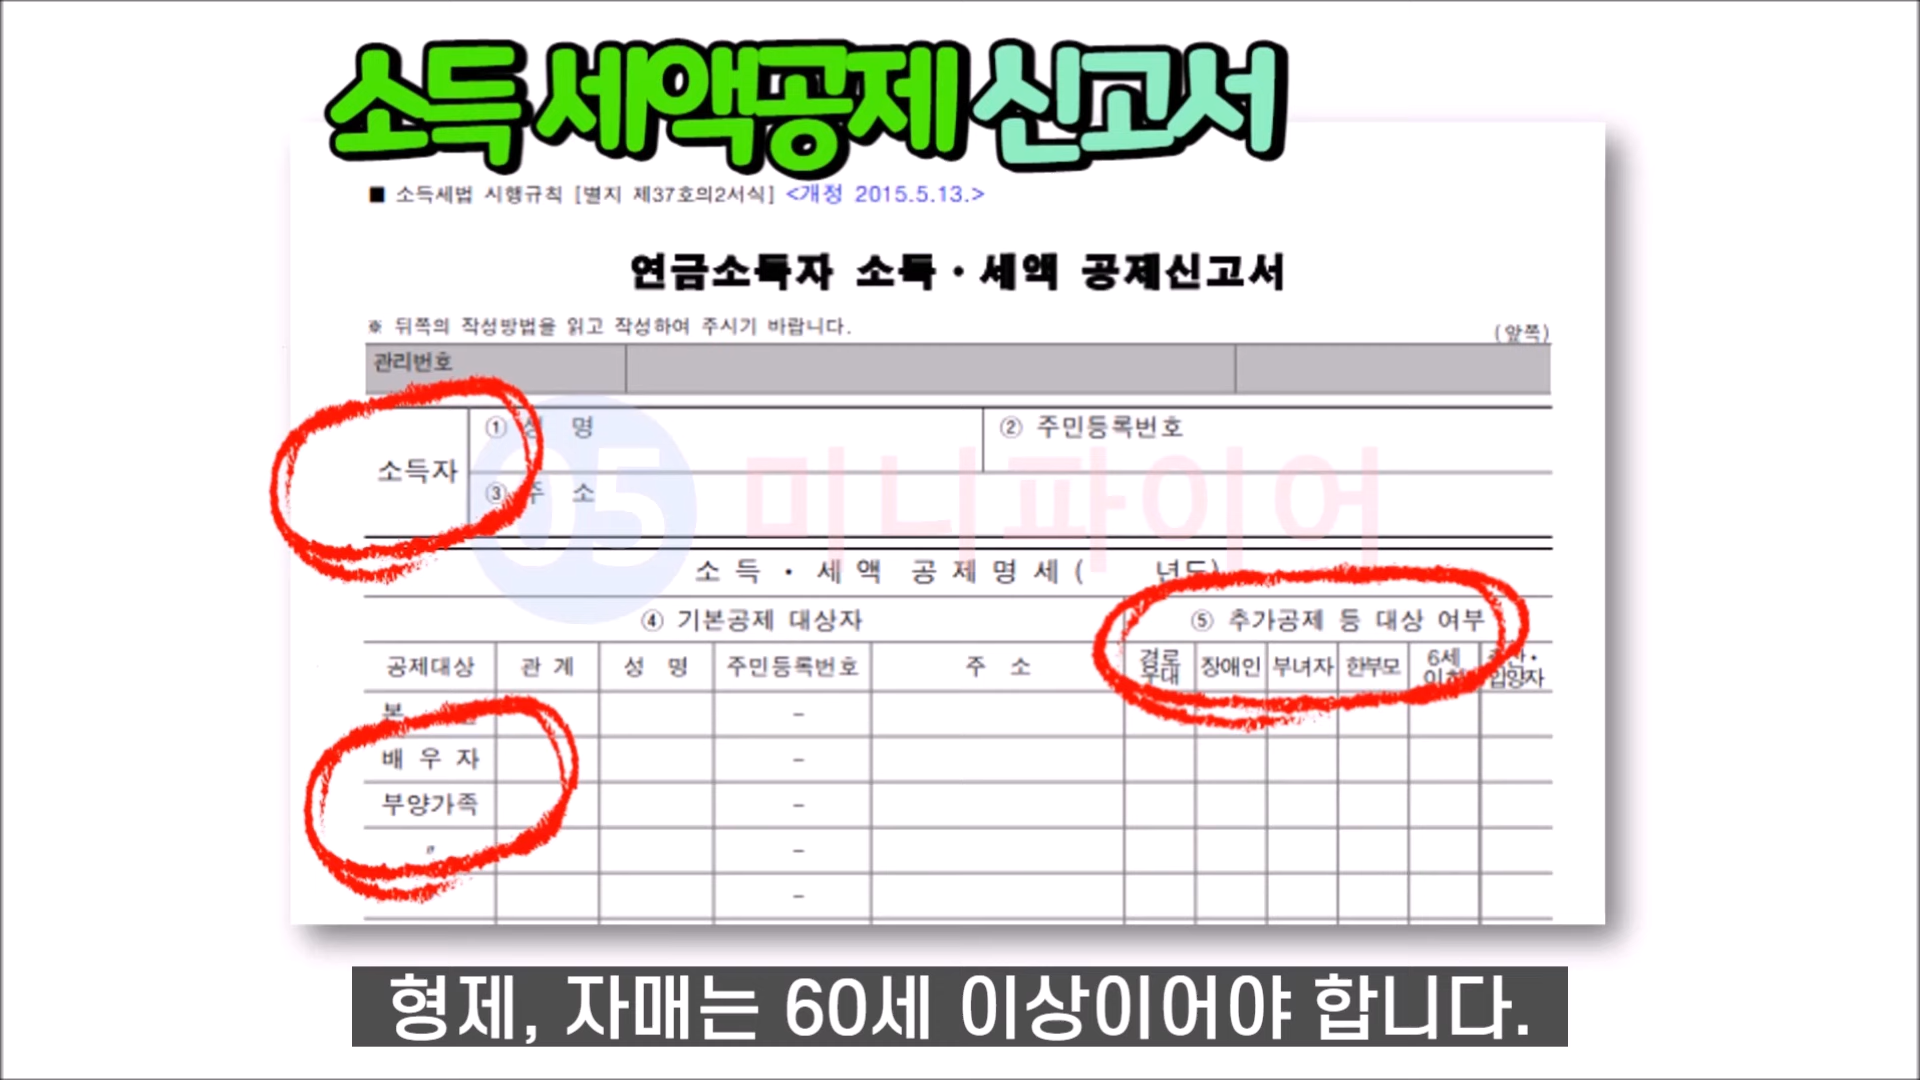 소득 세액공제 신고서
■ 소득세법 시행규칙 [별지 제37호의2서식] <개정 2015.5.13.>
연금소득자 소득·세액 공제신고서
※ 뒤쪽의 작성방법을 읽고 작성하여 주시기 바랍니다.
(앞쪽)
관리번호
소득자
① 성 명
② 주민등록번호
③ 주 소
05 미니파이어
소 득 · 세 액 공 제 명 세 ( 년도)
④ 기본공제 대상자
⑤ 추가공제 등 대상 여부
공제대상 관 계 성 명 주민등록번호 주 소 경로우대 장애인 부녀자 한부모 6세이하 입양자
본 -
배 우 자 -
부양가족 -
〃 -
-
형제, 자매는 60세 이상이어야 합니다.